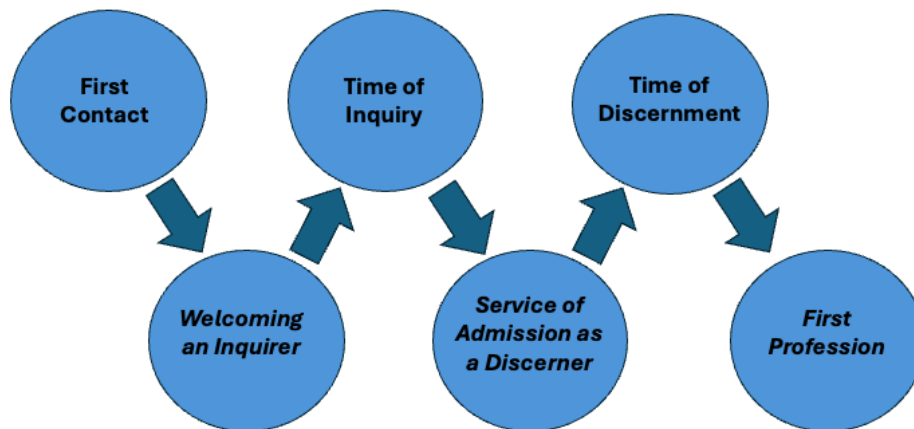 First
Contact
Time of
Inquiry
Time of
Discernment
Welcoming
an Inquirer
Service of
Admission as
a Discerner
First
Profession